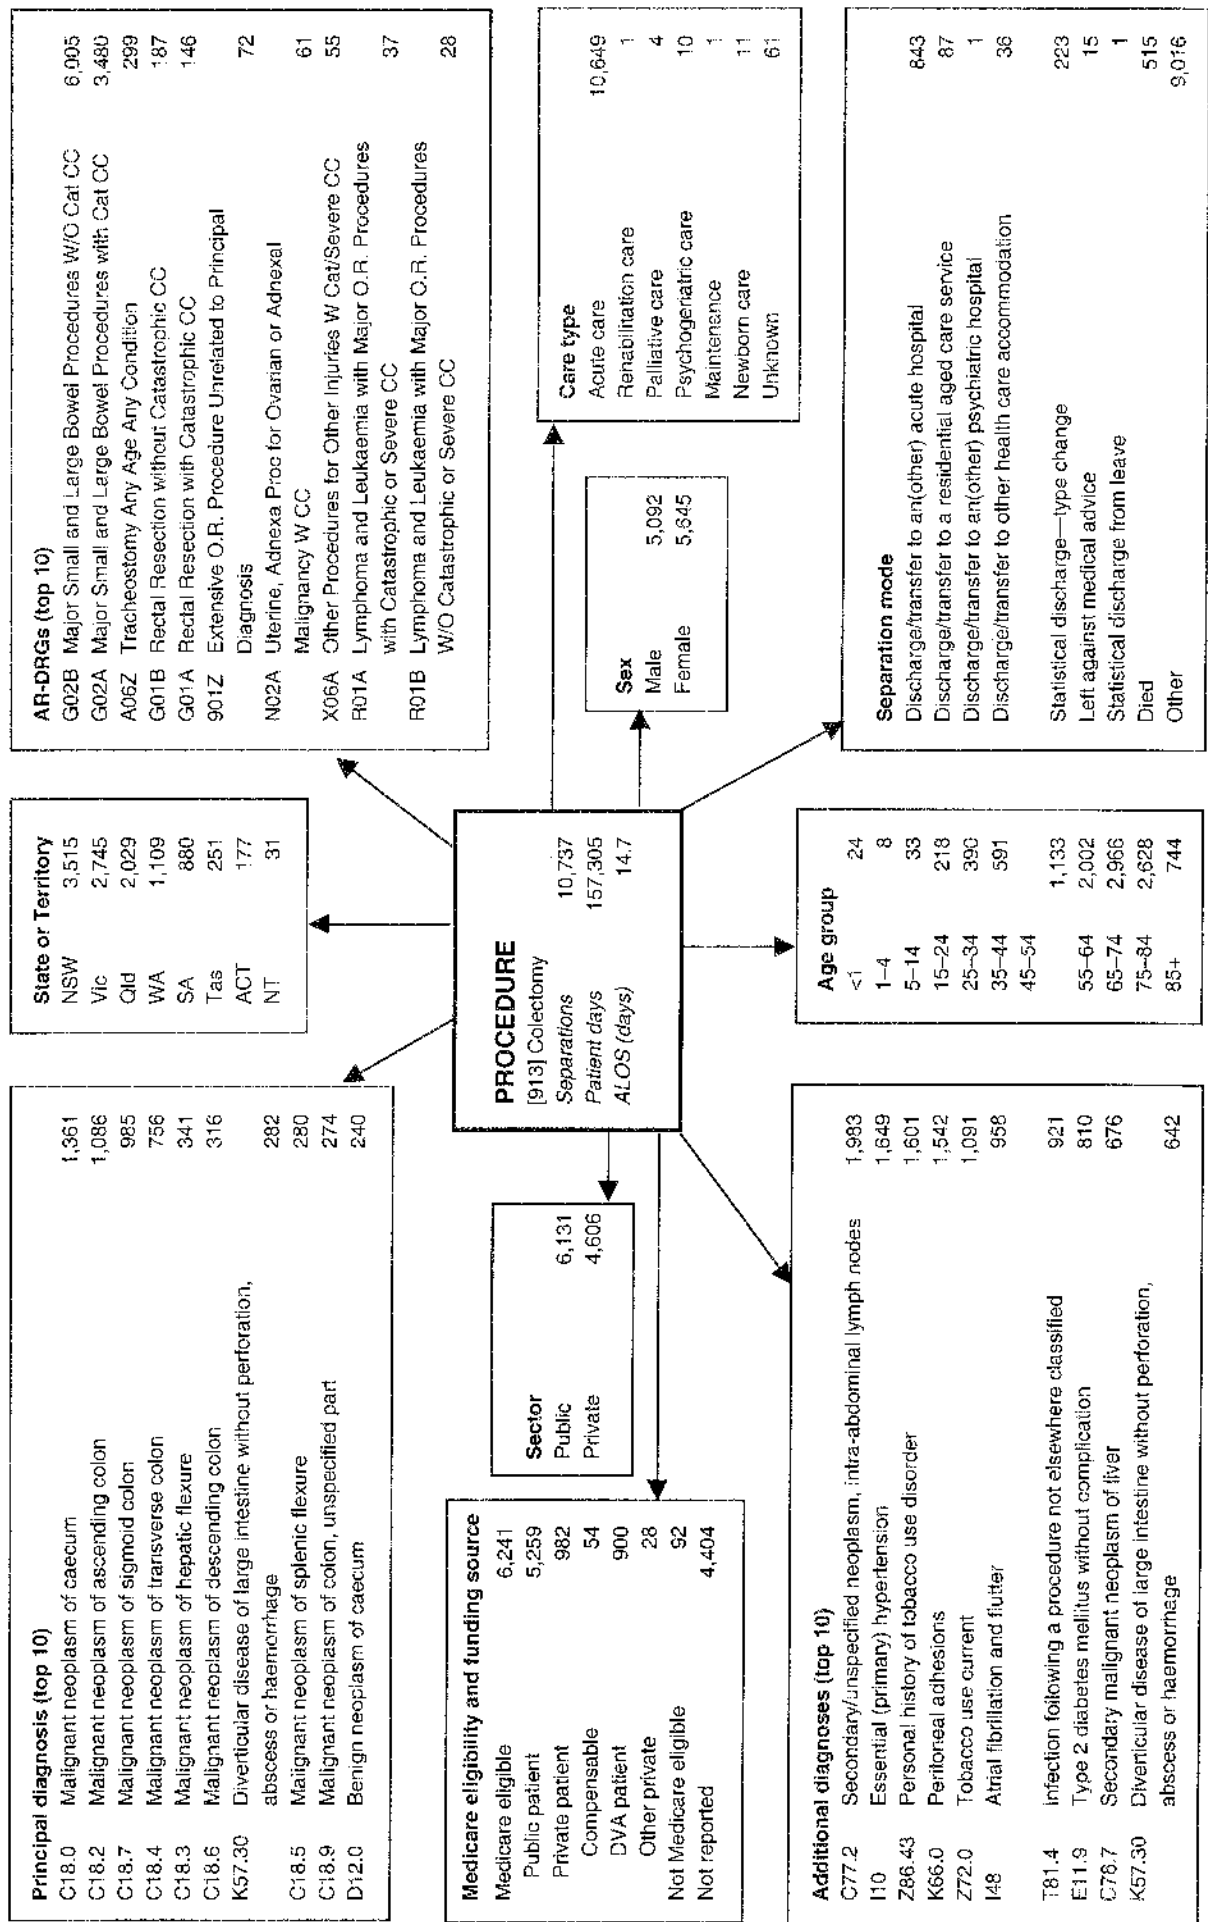 Principal diagnosis (top 10)
C18.0 Malignant neoplasm of caecum 1,361
C18.2 Malignant neoplasm of ascending colon 1,086
C18.7 Malignant neoplasm of sigmoid colon 985
C18.4 Malignant neoplasm of transverse colon 756
C18.3 Malignant neoplasm of hepatic flexure 341
C18.6 Malignant neoplasm of descending colon 316
K57.30 Diverticular disease of large intestine without perforation,
abscess or haemorrhage 282
C18.5 Malignant neoplasm of splenic flexure 280
C18.9 Malignant neoplasm of colon, unspecified part 274
D12.0 Benign neoplasm of caecum 240
State or Territory
NSW 3,515
Vic 2,745
Qld 2,029
WA 1,109
SA 880
Tas 251
ACT 177
NT 31
AR-DRGs (top 10)
G02B Major Small and Large Bowel Procedures W/O Cat CC 6,095
G02A Major Small and Large Bowel Procedures with Cat CC 3,480
A06Z Tracheostomy Any Age Any Condition 299
G01B Rectal Resection without Catastrophic CC 187
G01A Rectal Resection with Catastrophic CC 146
901Z Extensive O.R. Procedure Unrelated to Principal
Diagnosis 72
N02A Uterine, Adnexa Proc for Ovarian or Adnexal
Malignancy W CC 61
X06A Other Procedures for Other Injuries W Cat/Severe CC 55
R01A Lymphoma and Leukaemia with Major O.R. Procedures
with Catastrophic or Severe CC 37
R01B Lymphoma and Leukaemia with Major O.R. Procedures
W/O Catastrophic or Severe CC 28
Medicare eligibility and funding source
Medicare eligible 6,241
Public patient 5,259
Private patient 982
Compensable 54
DVA patient 900
Other private 28
Not Medicare eligible 92
Not reported 4,404
Sector
Public 6,131
Private 4,606
PROCEDURE
[913] Colectomy
Separations 10,737
Patient days 157,305
ALOS (days) 14.7
Sex
Male 5,092
Female 5,645
Care type
Acute care 10,649
Rehabilitation care 1
Palliative care 4
Psychogeriatric care 10
Maintenance 1
Newborn care 11
Unknown 61
Additional diagnoses (top 10)
C77.2 Secondary/unspecified neoplasm, intra-abdominal lymph nodes 1,993
I10 Essential (primary) hypertension 1,649
Z86.43 Personal history of tobacco use disorder 1,601
K66.0 Peritoneal adhesions 1,542
Z72.0 Tobacco use current 1,091
I48 Atrial fibrillation and flutter 958
T81.4 Infection following a procedure not elsewhere classified 921
E11.9 Type 2 diabetes mellitus without complication 810
C78.7 Secondary malignant neoplasm of liver 676
K57.30 Diverticular disease of large intestine without perforation,
abscess or haemorrhage 642
Age group
<1 24
1–4 8
5–14 33
15–24 218
25–34 390
35–44 591
45–54 1,133
55–64 2,002
65–74 2,966
75–84 2,628
85+ 744
Separation mode
Discharge/transfer to an(other) acute hospital 843
Discharge/transfer to a residential aged care service 87
Discharge/transfer to an(other) psychiatric hospital 1
Discharge/transfer to other health care accommodation 36
Statistical discharge—type change 223
Left against medical advice 15
Statistical discharge from leave 1
Died 515
Other 9,016